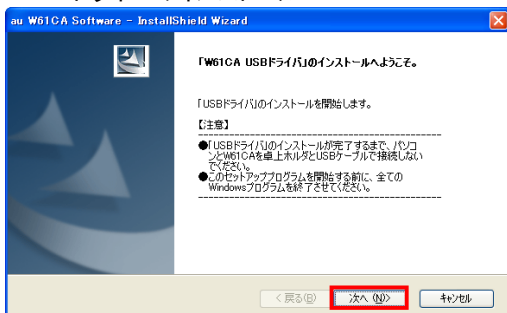 au W61CA Software - InstallShield Wizard
「W61CA USBドライバ」のインストールへようこそ。
「USBドライバ」のインストールを開始します。
【注意】
----------------------------------------
●「USBドライバ」のインストールが完了するまで、パソコ
ンとW61CAを卓上ホルダとUSBケーブルで接続しない
でください。
●このセットアッププログラムを開始する前に、全ての
Windowsプログラムを終了させてください。
----------------------------------------
< 戻る(B)
次へ (N)>
キャンセル